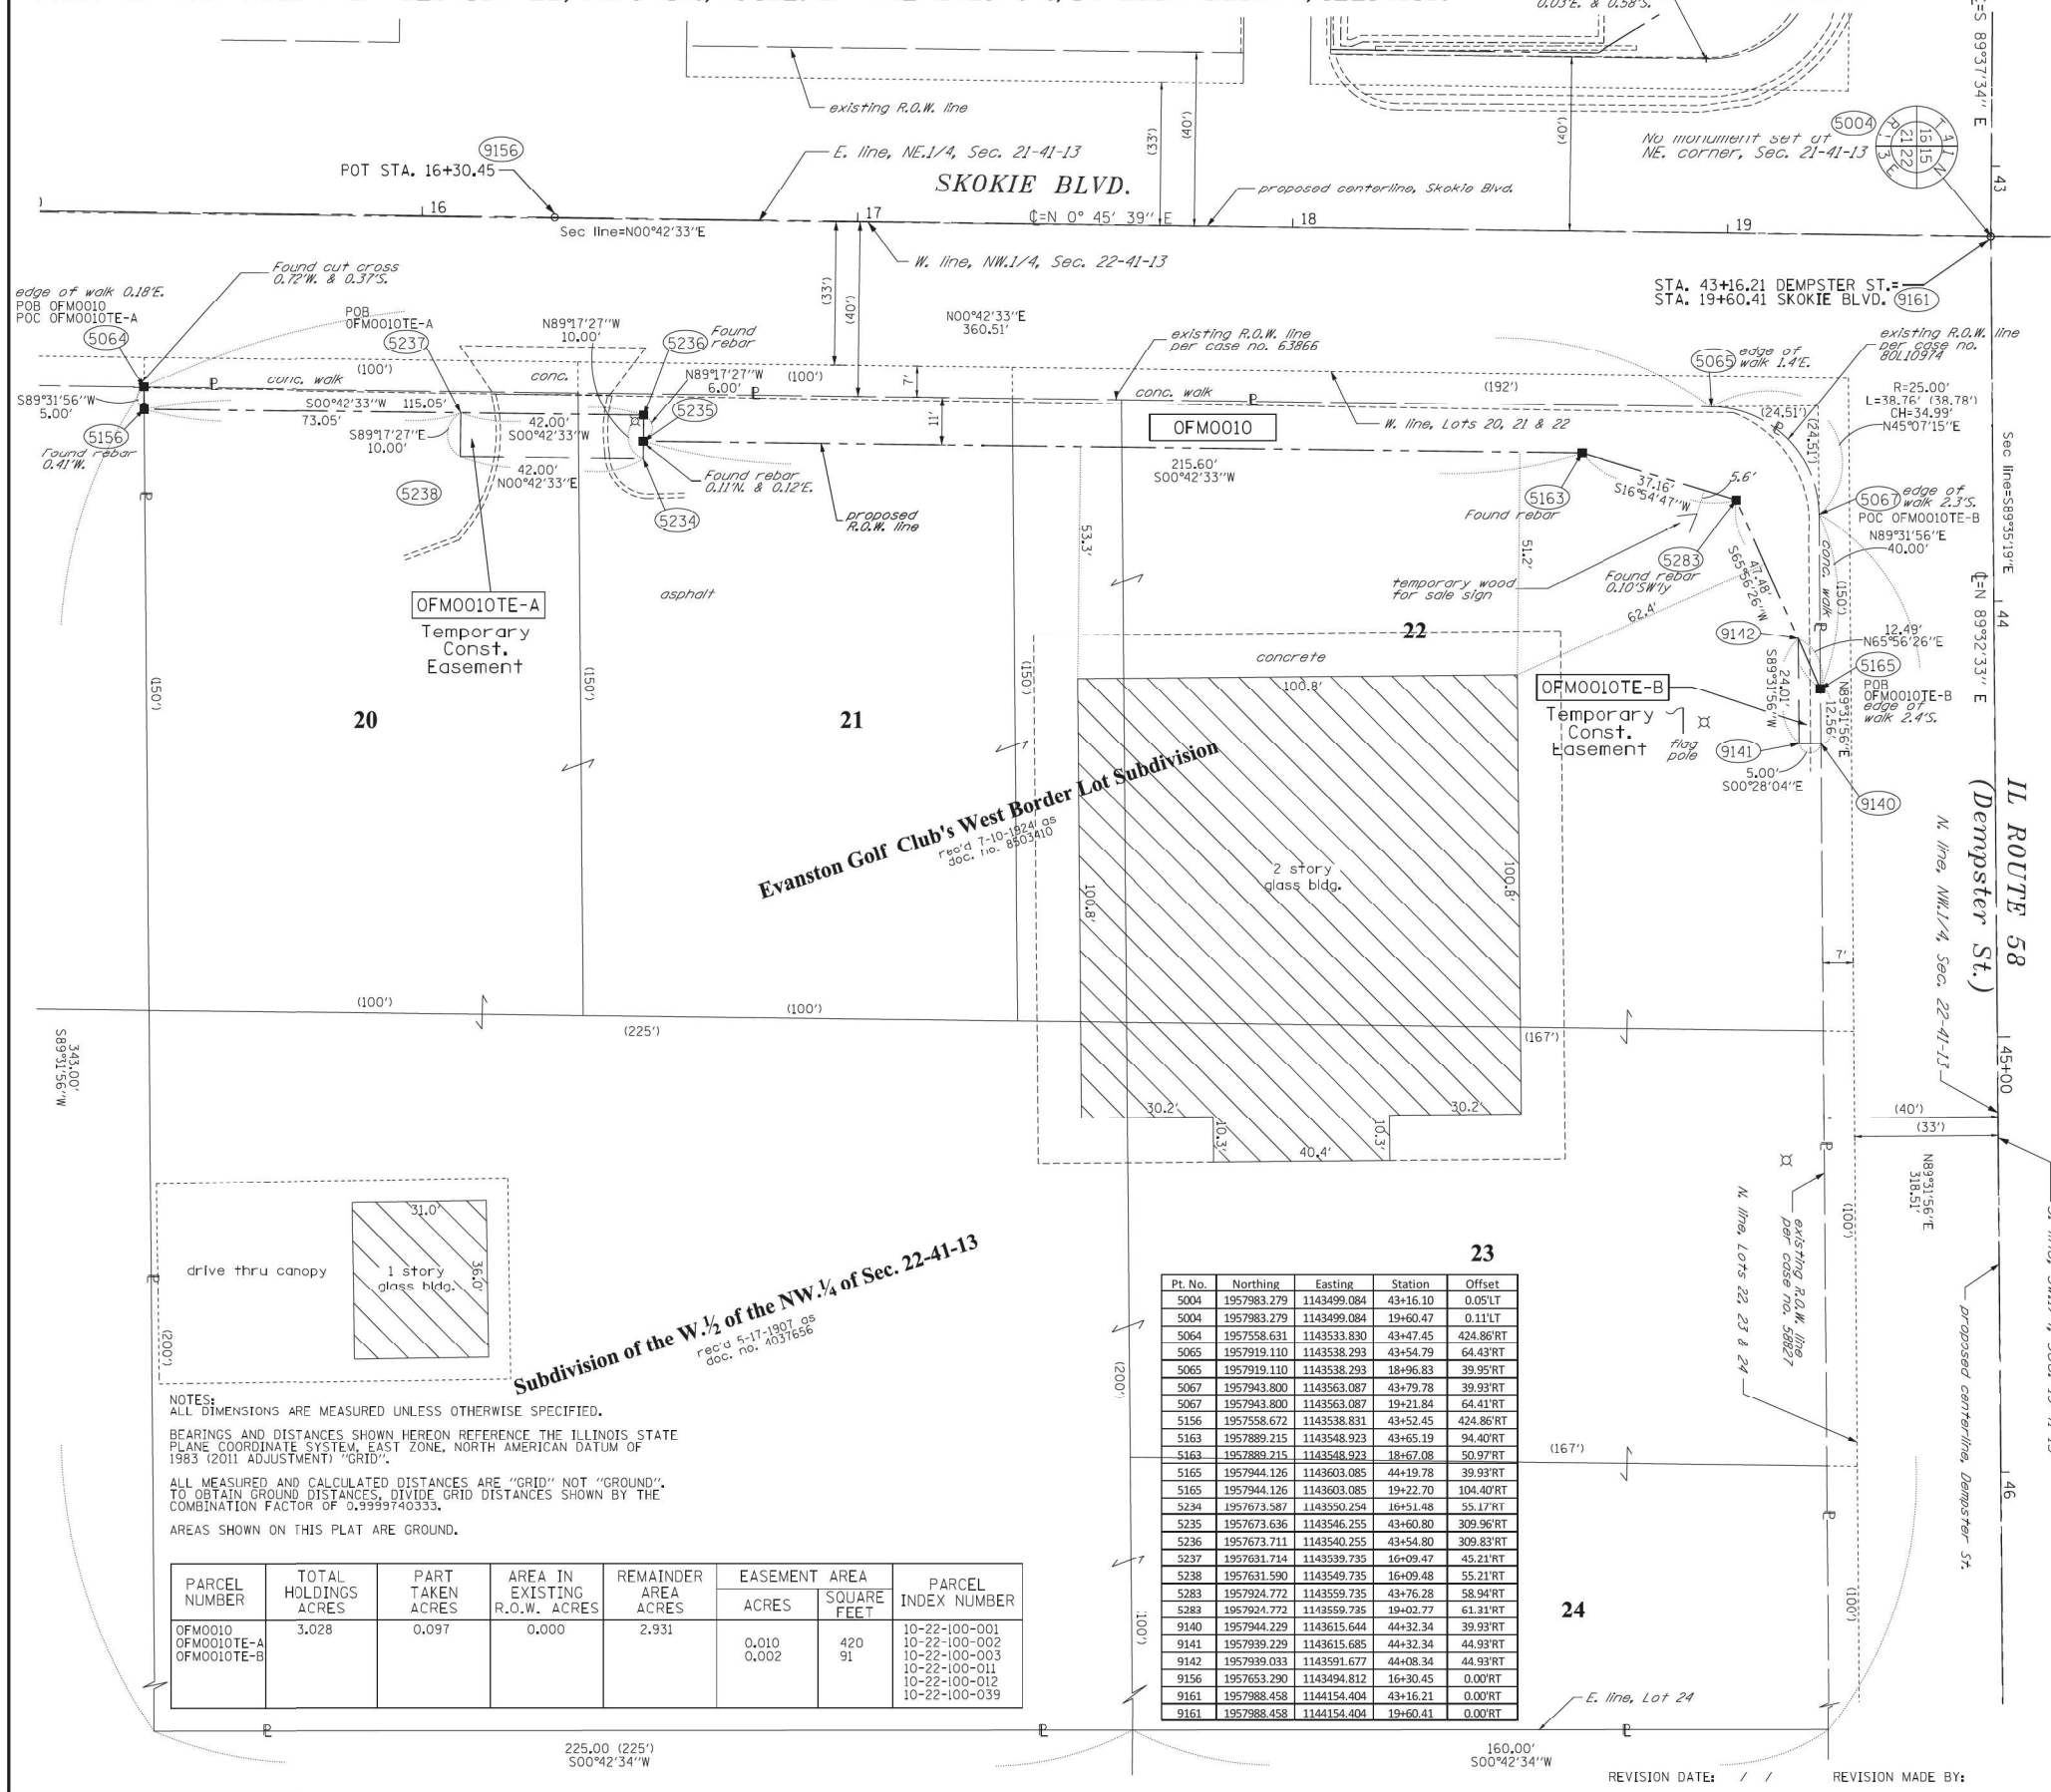 0.03'E. & 0.58'S.
existing R.O.W. line
(33')
(40')
(40')
₵=S 89°37'34" E
5004
No monument set at
NE. corner, Sec. 21-41-13
T 41 N
R 13 E
16 15
21 22
43
9156
POT STA. 16+30.45
E. line, NE.1/4, Sec. 21-41-13
SKOKIE BLVD.
proposed centerline, Skokie Blvd.
16
17
18
19
₵=N 0° 45' 39" E
Sec line=N00°42'33"E
W. line, NW.1/4, Sec. 22-41-13
(33')
(40')
STA. 43+16.21 DEMPSTER ST.=
STA. 19+60.41 SKOKIE BLVD.
9161
Found cut cross
0.72'W. & 0.37'S.
edge of walk 0.18'E.
POB 0FM0010
POC 0FM0010TE-A
5064
POB
0FM0010TE-A
5237
N89°17'27"W
10.00'
5236
Found
rebar
N00°42'33"E
360.51'
existing R.O.W. line
per case no. 63866
5065
edge of
walk 1.4'E.
existing R.O.W. line
per case no.
80L10974
(100')
conc. walk
conc.
N89°17'27"W
6.00'
(100')
7'
conc. walk
(192')
R=25.00'
L=38.76' (38.78')
CH=34.99'
N45°07'15"E
S89°31'56"W
5.00'
5156
Found rebar
0.41'W.
S00°42'33"W 115.05'
73.05'
42.00'
S00°42'33"W
5235
11'
0FM0010
W. line, Lots 20, 21 & 22
(24.51')
(24.51')
S89°17'27"E
10.00'
42.00'
N00°42'33"E
Found rebar
0.11'N. & 0.12'E.
215.60'
S00°42'33"W
5163
Found rebar
37.16'
S16°54'47"W
5.6'
5238
5234
proposed
R.O.W. line
5067
edge of
walk 2.3'S.
POC 0FM0010TE-B
N89°31'56"E
40.00'
Sec line=S89°35'19"E
53.3'
51.2'
temporary wood
for sale sign
5283
Found rebar
0.10'SW'ly
47.48'
S65°56'26"W
conc. walk
(150')
₵=N 89°32'33" E
44
62.4'
0FM0010TE-A
Temporary
Const.
Easement
asphalt
22
9142
12.49'
N65°56'26"E
5165
POB
0FM0010TE-B
edge of
walk 2.4'S.
(150')
(150')
(150')
concrete
100.8'
0FM0010TE-B
Temporary
Const.
Easement
flag
pole
24.01'
S89°31'56"W
N89°31'56"E
12.56'
20
21
9141
5.00'
S00°28'04"E
9140
Evanston Golf Club's West Border Lot Subdivision
rec'd 7-10-1924 as
doc. no. 8503410
100.8'
100.8'
2 story
glass bldg.
IL ROUTE 58
(Dempster St.)
N. line, NW.1/4, Sec. 22-41-13
7'
(100')
(225')
(100')
(167')
343.00'
S89°31'56"W
45+00
30.2'
10.3'
40.4'
10.3'
30.2'
(40')
(33')
N89°31'56"E
318.51'
31.0'
36.0'
drive thru canopy
1 story
glass bldg.
(200')
Subdivision of the W.½ of the NW.¼ of Sec. 22-41-13
rec'd 5-17-1907 as
doc. no. 4037656
23
N. line, Lots 22, 23 & 24
existing R.O.W. line
per case no. 58827
(100')
proposed centerline, Dempster St.
Pt. No. Northing Easting Station Offset
5004 1957983.279 1143499.084 43+16.10 0.05'LT
5004 1957983.279 1143499.084 19+60.47 0.11'LT
5064 1957558.631 1143533.830 43+47.45 424.86'RT
5065 1957919.110 1143538.293 43+54.79 64.43'RT
5065 1957919.110 1143538.293 18+96.83 39.95'RT
5067 1957943.800 1143563.087 43+79.78 39.93'RT
5067 1957943.800 1143563.087 19+21.84 64.41'RT
5156 1957558.672 1143538.831 43+52.45 424.86'RT
5163 1957889.215 1143548.923 43+65.19 94.40'RT
5163 1957889.215 1143548.923 18+67.08 50.97'RT
5165 1957944.126 1143603.085 44+19.78 39.93'RT
5165 1957944.126 1143603.085 19+22.70 104.40'RT
5234 1957673.587 1143550.254 16+51.48 55.17'RT
5235 1957673.636 1143546.255 43+60.80 309.96'RT
5236 1957673.711 1143540.255 43+54.80 309.83'RT
5237 1957631.714 1143539.735 16+09.47 45.21'RT
5238 1957631.590 1143549.735 16+09.48 55.21'RT
5283 1957924.772 1143559.735 43+76.28 58.94'RT
5283 1957924.772 1143559.735 19+02.77 61.31'RT
9140 1957944.229 1143615.644 44+32.34 39.93'RT
9141 1957939.229 1143615.685 44+32.34 44.93'RT
9142 1957939.033 1143591.677 44+08.34 44.93'RT
9156 1957653.290 1143494.812 16+30.45 0.00'RT
9161 1957988.458 1144154.404 43+16.21 0.00'RT
9161 1957988.458 1144154.404 19+60.41 0.00'RT
(200')
(167')
46
NOTES:
ALL DIMENSIONS ARE MEASURED UNLESS OTHERWISE SPECIFIED.
BEARINGS AND DISTANCES SHOWN HEREON REFERENCE THE ILLINOIS STATE
PLANE COORDINATE SYSTEM, EAST ZONE, NORTH AMERICAN DATUM OF
1983 (2011 ADJUSTMENT) "GRID".
ALL MEASURED AND CALCULATED DISTANCES ARE "GRID" NOT "GROUND".
TO OBTAIN GROUND DISTANCES, DIVIDE GRID DISTANCES SHOWN BY THE
COMBINATION FACTOR OF 0.9999740333.
AREAS SHOWN ON THIS PLAT ARE GROUND.
PARCEL NUMBER TOTAL HOLDINGS ACRES PART TAKEN ACRES AREA IN EXISTING R.O.W. ACRES REMAINDER AREA ACRES EASEMENT AREA ACRES SQUARE FEET PARCEL INDEX NUMBER
0FM0010 3.028 0.097 0.000 2.931 10-22-100-001
0FM0010TE-A 0.010 420 10-22-100-002
0FM0010TE-B 0.002 91 10-22-100-003
10-22-100-011
10-22-100-012
10-22-100-039
24
(100')
(100')
E. line, Lot 24
225.00 (225')
S00°42'34"W
160.00'
S00°42'34"W
REVISION DATE: / /
REVISION MADE BY: